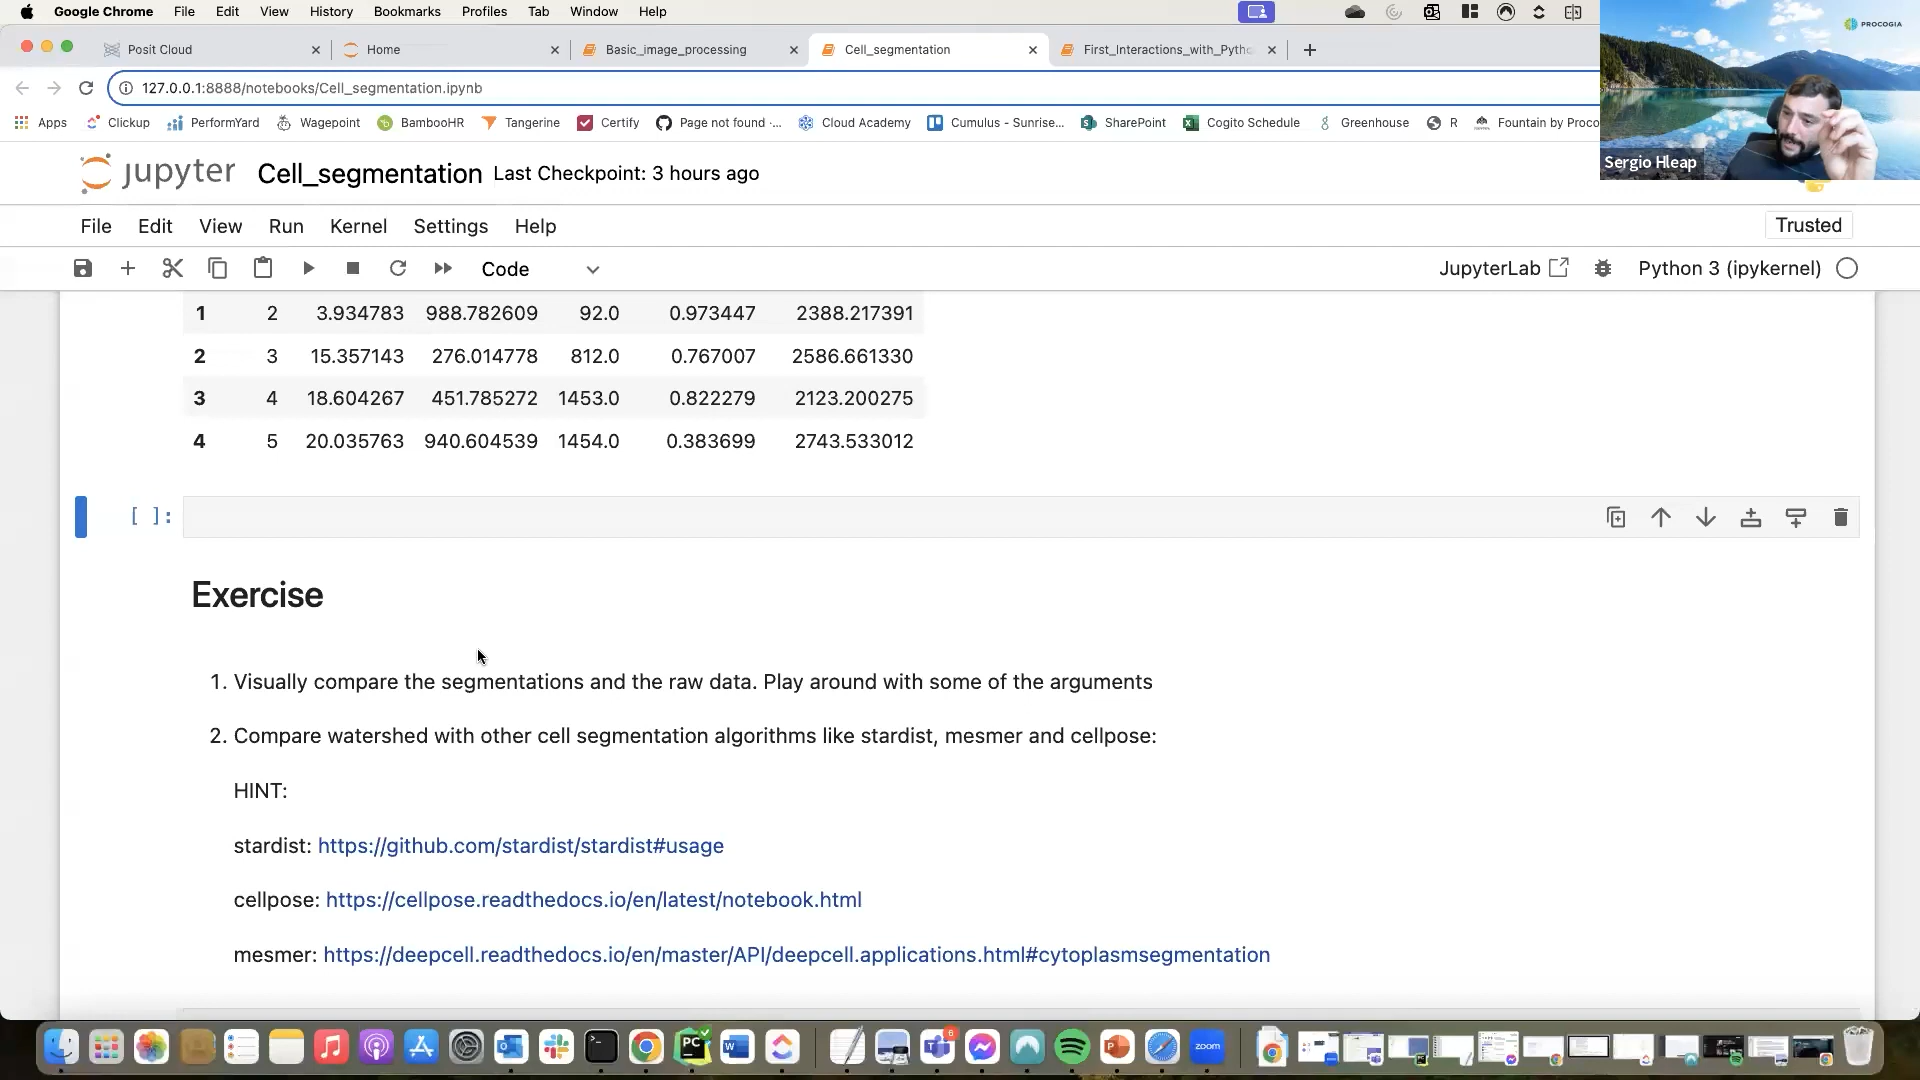 Google Chrome File Edit View History Bookmarks Profiles Tab Window Help
PROCOGIA
Posit Cloud Home Basic_image_processing Cell_segmentation First_Interactions_with_Pytho
127.0.0.1:8888/notebooks/Cell_segmentation.ipynb
Apps Clickup PerformYard Wagepoint BambooHR Tangerine Certify Page not found ·... Cloud Academy Cumulus - Sunrise... SharePoint Cogito Schedule Greenhouse R Fountain by Proco
Sergio Hleap
jupyter Cell_segmentation Last Checkpoint: 3 hours ago
File Edit View Run Kernel Settings Help Trusted
Code JupyterLab Python 3 (ipykernel)
1 2 3.934783 988.782609 92.0 0.973447 2388.217391
2 3 15.357143 276.014778 812.0 0.767007 2586.661330
3 4 18.604267 451.785272 1453.0 0.822279 2123.200275
4 5 20.035763 940.604539 1454.0 0.383699 2743.533012
[ ]:
Exercise
1. Visually compare the segmentations and the raw data. Play around with some of the arguments
2. Compare watershed with other cell segmentation algorithms like stardist, mesmer and cellpose:
HINT:
stardist: https://github.com/stardist/stardist#usage
cellpose: https://cellpose.readthedocs.io/en/latest/notebook.html
mesmer: https://deepcell.readthedocs.io/en/master/API/deepcell.applications.html#cytoplasmsegmentation
PC
6
zoom